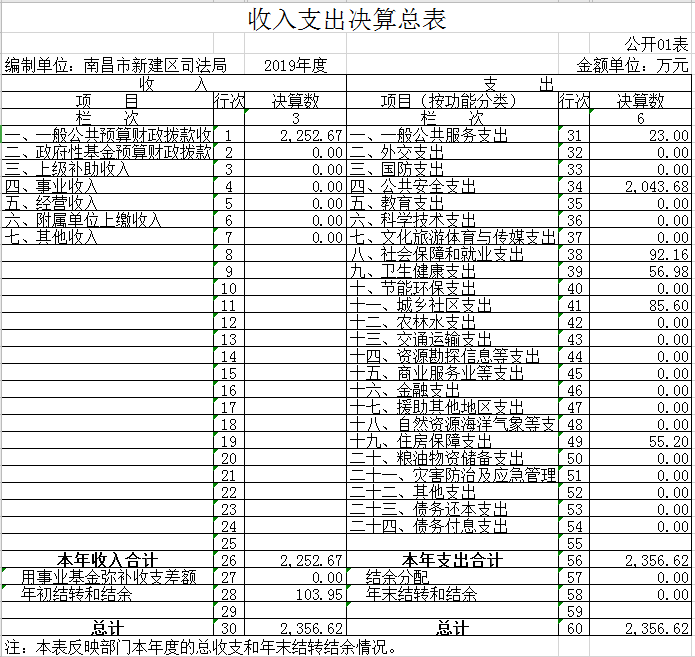 收入支出决算总表
公开01表
编制单位：南昌市新建区司法局 2019年度 金额单位：万元
收 入 支 出
项 目 行次 决算数 项目（按功能分类） 行次 决算数
栏 次 3 栏 次 6
一、一般公共预算财政拨款收 1 2,252.67 一、一般公共服务支出 31 23.00
二、政府性基金预算财政拨款 2 0.00 二、外交支出 32 0.00
三、上级补助收入 3 0.00 三、国防支出 33 0.00
四、事业收入 4 0.00 四、公共安全支出 34 2,043.68
五、经营收入 5 0.00 五、教育支出 35 0.00
六、附属单位上缴收入 6 0.00 六、科学技术支出 36 0.00
七、其他收入 7 0.00 七、文化旅游体育与传媒支出 37 0.00
8 八、社会保障和就业支出 38 92.16
9 九、卫生健康支出 39 56.98
10 十、节能环保支出 40 0.00
11 十一、城乡社区支出 41 85.60
12 十二、农林水支出 42 0.00
13 十三、交通运输支出 43 0.00
14 十四、资源勘探信息等支出 44 0.00
15 十五、商业服务业等支出 45 0.00
16 十六、金融支出 46 0.00
17 十七、援助其他地区支出 47 0.00
18 十八、自然资源海洋气象等支 48 0.00
19 十九、住房保障支出 49 55.20
20 二十、粮油物资储备支出 50 0.00
21 二十一、灾害防治及应急管理 51 0.00
22 二十二、其他支出 52 0.00
23 二十三、债务还本支出 53 0.00
24 二十四、债务付息支出 54 0.00
25 55
本年收入合计 26 2,252.67 本年支出合计 56 2,356.62
用事业基金弥补收支差额 27 0.00 结余分配 57 0.00
年初结转和结余 28 103.95 年末结转和结余 58 0.00
29 59
总计 30 2,356.62 总计 60 2,356.62
注：本表反映部门本年度的总收支和年末结转结余情况。